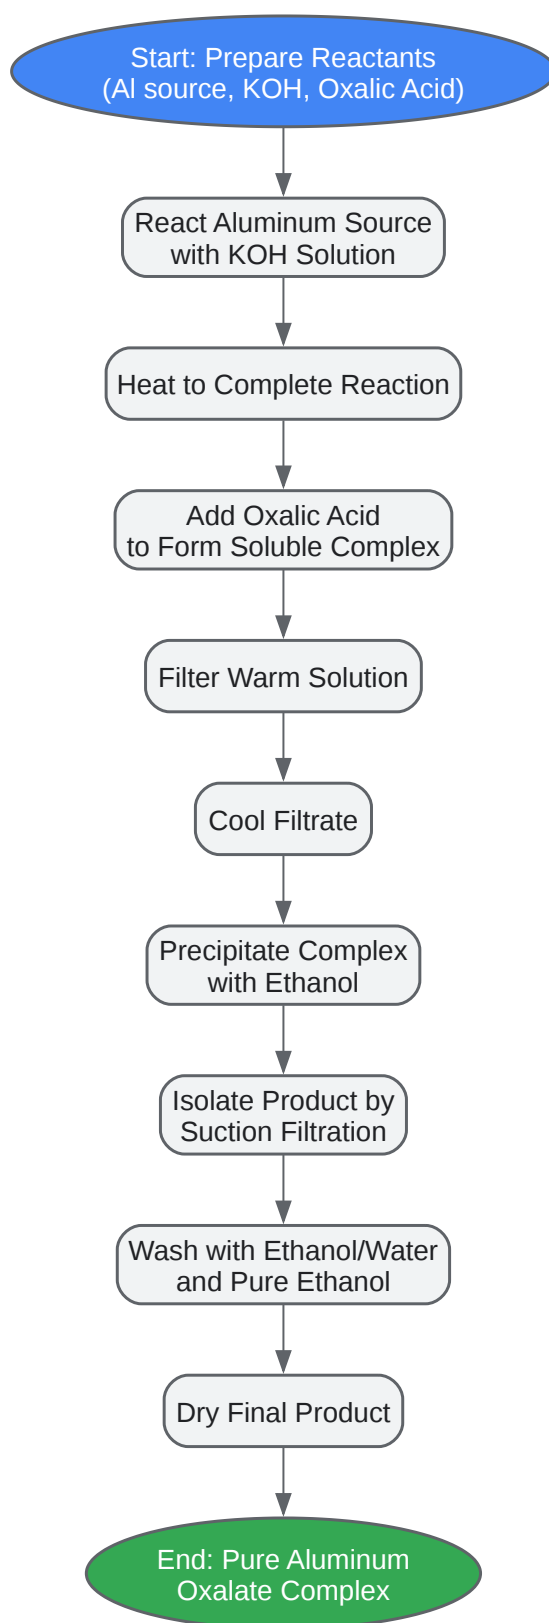 Start: Prepare Reactants
(Al source, KOH, Oxalic Acid)
React Aluminum Source
with KOH Solution
Heat to Complete Reaction
Add Oxalic Acid
to Form Soluble Complex
Filter Warm Solution
Cool Filtrate
Precipitate Complex
with Ethanol
Isolate Product by
Suction Filtration
Wash with Ethanol/Water
and Pure Ethanol
Dry Final Product
End: Pure Aluminum
Oxalate Complex